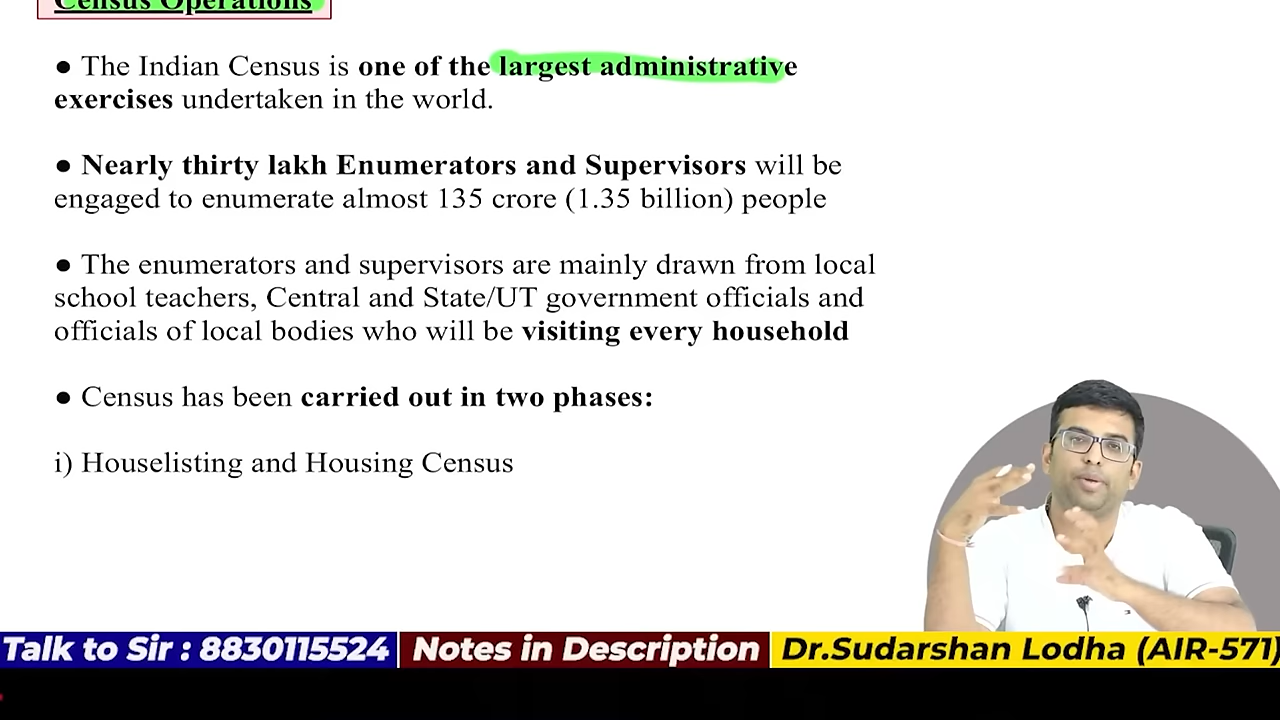 Census Operations
● The Indian Census is one of the largest administrative
exercises undertaken in the world.
● Nearly thirty lakh Enumerators and Supervisors will be
engaged to enumerate almost 135 crore (1.35 billion) people
● The enumerators and supervisors are mainly drawn from local
school teachers, Central and State/UT government officials and
officials of local bodies who will be visiting every household
● Census has been carried out in two phases:
i) Houselisting and Housing Census
Talk to Sir : 8830115524 Notes in Description Dr.Sudarshan Lodha (AIR-571)